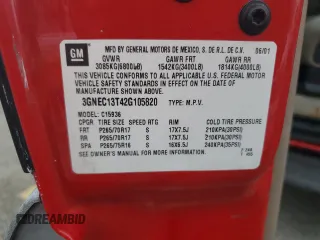 GM
MFD BY GENERAL MOTORS DE MEXICO, S. DE R.L. DE C.V. 06/01
GVWR GAWR FRT GAWR RR
3085KG(6800LB) 1542KG(3400LB) 1814KG(4000LB)
THIS VEHICLE CONFORMS TO ALL APPLICABLE U.S. FEDERAL
MOTOR VEHICLE SAFETY STANDARDS IN EFFECT ON THE DATE
OF MANUFACTURE SHOWN ABOVE.
3GNEC13T42G105820 TYPE: M.P.V.
MODEL: C15936
TIRE SIZE SPEED RTG RIM COLD TIRE PRESSURE
FRT P265/70R17 S 17X7.5J 210KPA(30PSI)
RR P265/70R17 S 17X7.5J 210KPA(30PSI)
SPA P265/75R16 S 16X6.5J 240KPA(35PSI)
SEE OWNER'S MANUAL FOR MORE INFORMATION
AUTOBIDMASTER